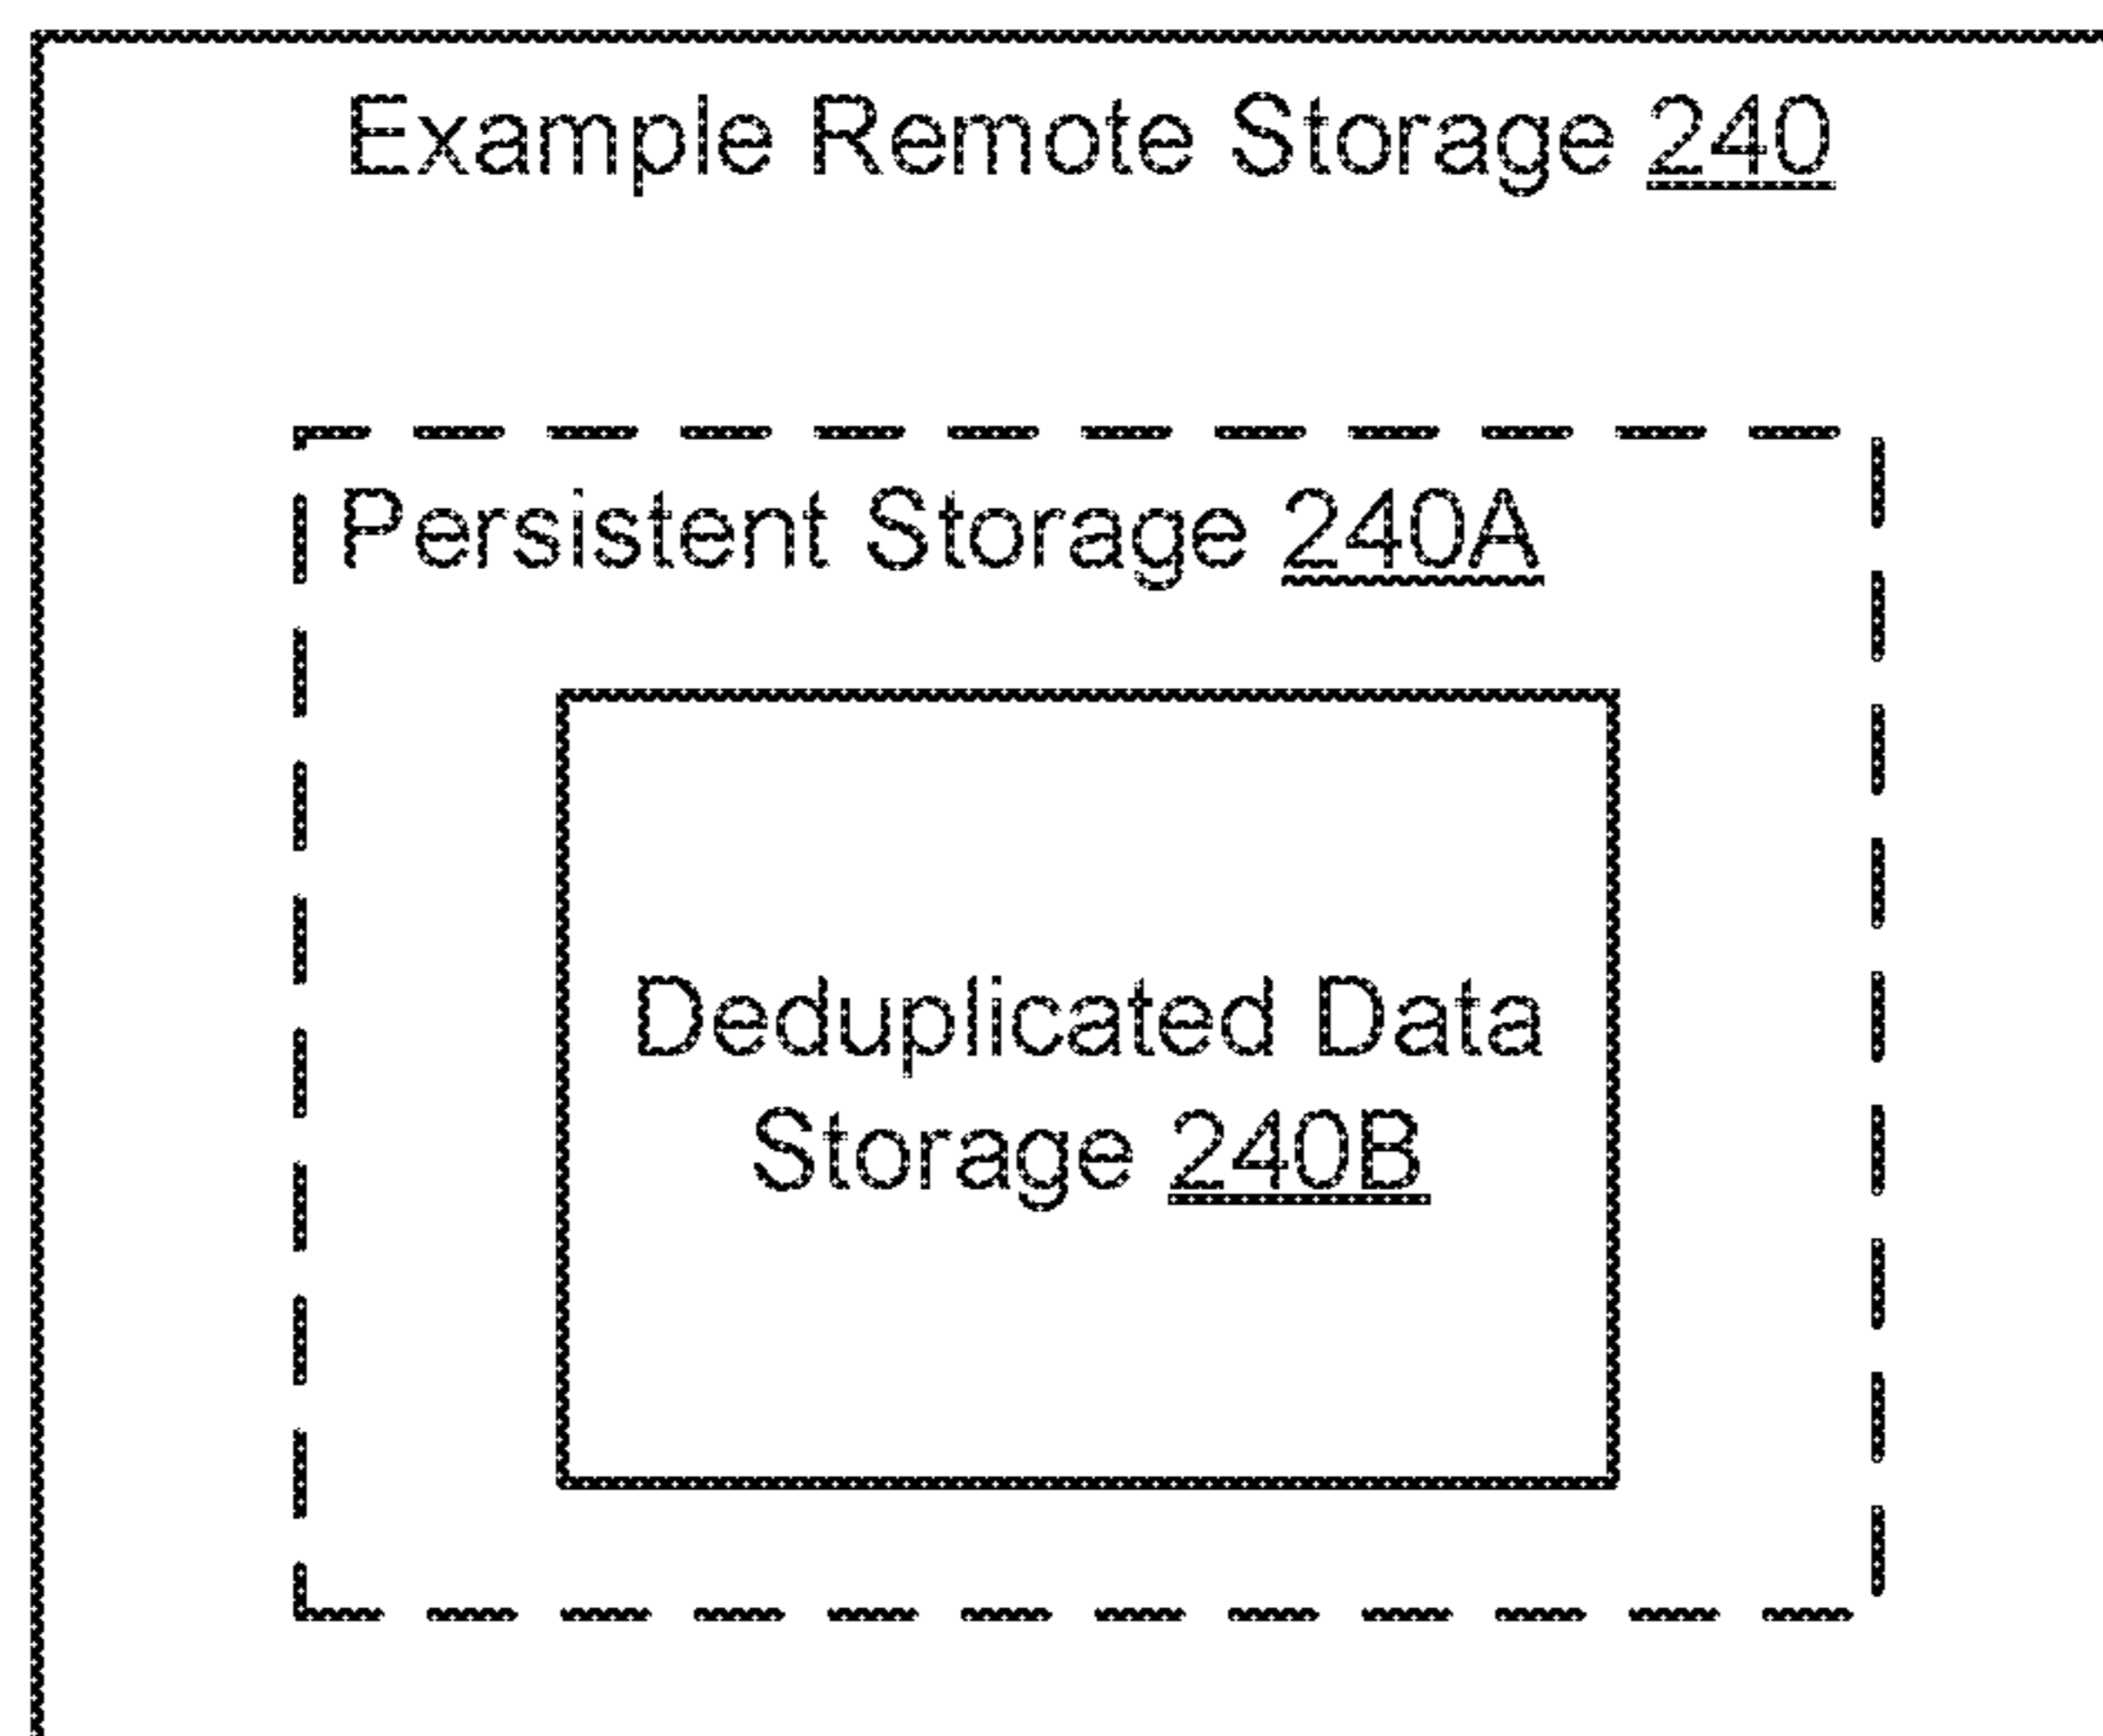 Example Remote Storage 240
Persistent Storage 240A
Deduplicated Data
Storage 240B